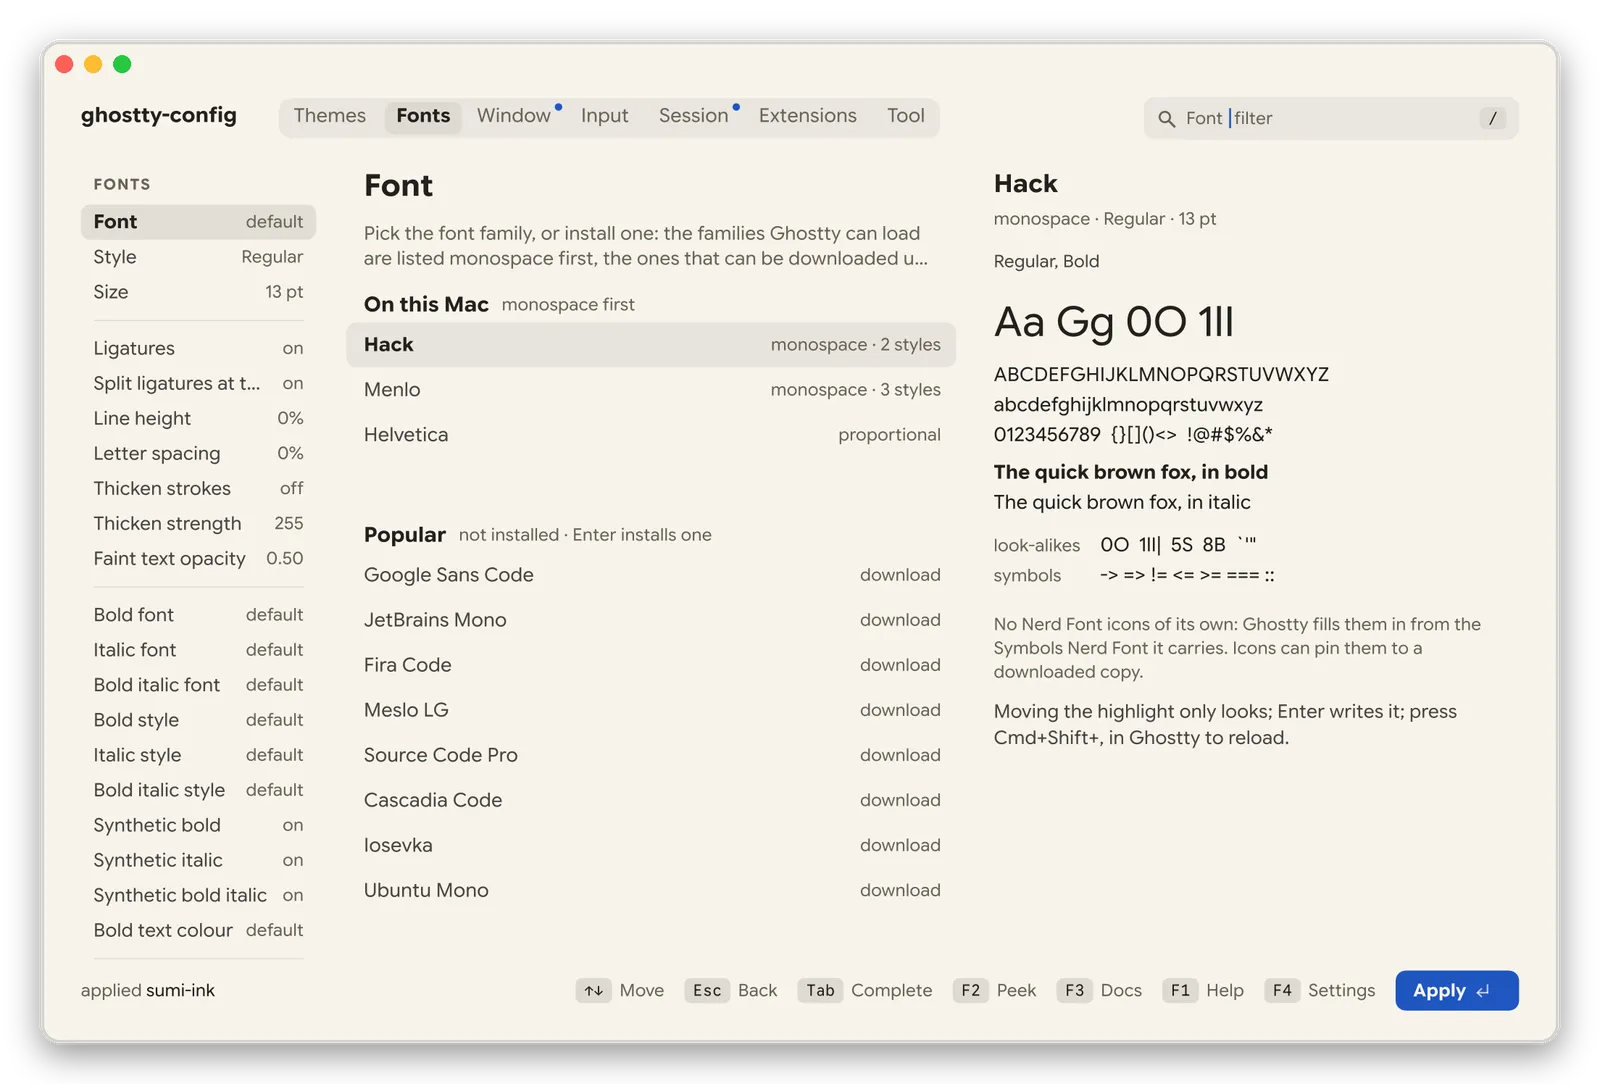 ghostty-config
Themes Fonts Window Input Session Extensions Tool
Font filter /
FONTS
Font default
Style Regular
Size 13 pt
Ligatures on
Split ligatures at t... on
Line height 0%
Letter spacing 0%
Thicken strokes off
Thicken strength 255
Faint text opacity 0.50
Bold font default
Italic font default
Bold italic font default
Bold style default
Italic style default
Bold italic style default
Synthetic bold on
Synthetic italic on
Synthetic bold italic on
Bold text colour default
Font
Pick the font family, or install one: the families Ghostty can load
are listed monospace first, the ones that can be downloaded u...
On this Mac monospace first
Hack monospace · 2 styles
Menlo monospace · 3 styles
Helvetica proportional
Popular not installed · Enter installs one
Google Sans Code download
JetBrains Mono download
Fira Code download
Meslo LG download
Source Code Pro download
Cascadia Code download
Iosevka download
Ubuntu Mono download
Hack
monospace · Regular · 13 pt
Regular, Bold
Aa Gg 0O 1lI
ABCDEFGHIJKLMNOPQRSTUVWXYZ
abcdefghijklmnopqrstuvwxyz
0123456789 {}[]()<> !@#$%&*
The quick brown fox, in bold
The quick brown fox, in italic
look-alikes 0O 1lI| 5S 8B `'"
symbols -> => != <= >= === ::
No Nerd Font icons of its own: Ghostty fills them in from the
Symbols Nerd Font it carries. Icons can pin them to a
downloaded copy.
Moving the highlight only looks; Enter writes it; press
Cmd+Shift+, in Ghostty to reload.
applied sumi-ink
↑↓ Move Esc Back Tab Complete F2 Peek F3 Docs F1 Help F4 Settings Apply ↵